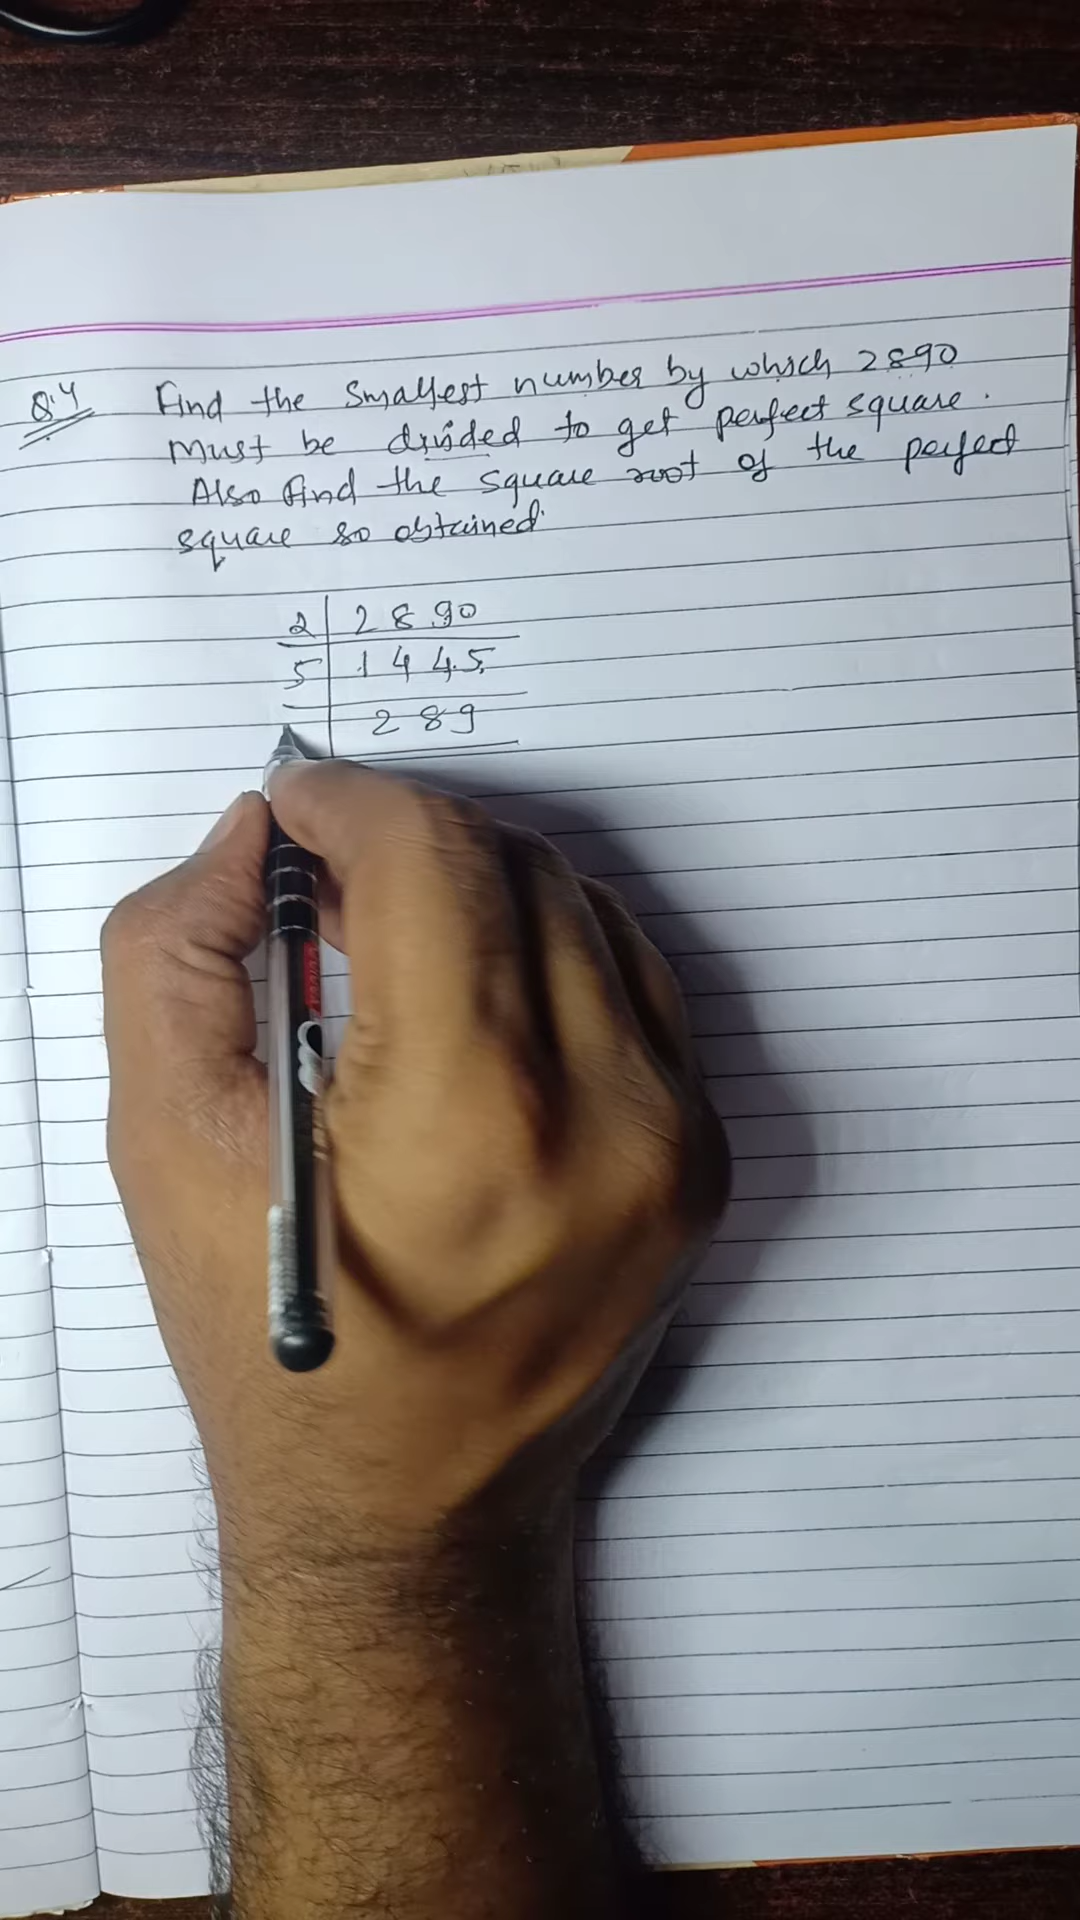 Q.4 Find the smallest number by which 2890
must be divided to get perfect square.
Also find the square root of the perfect
square so obtained.
2 | 2890
5 | 1445
289